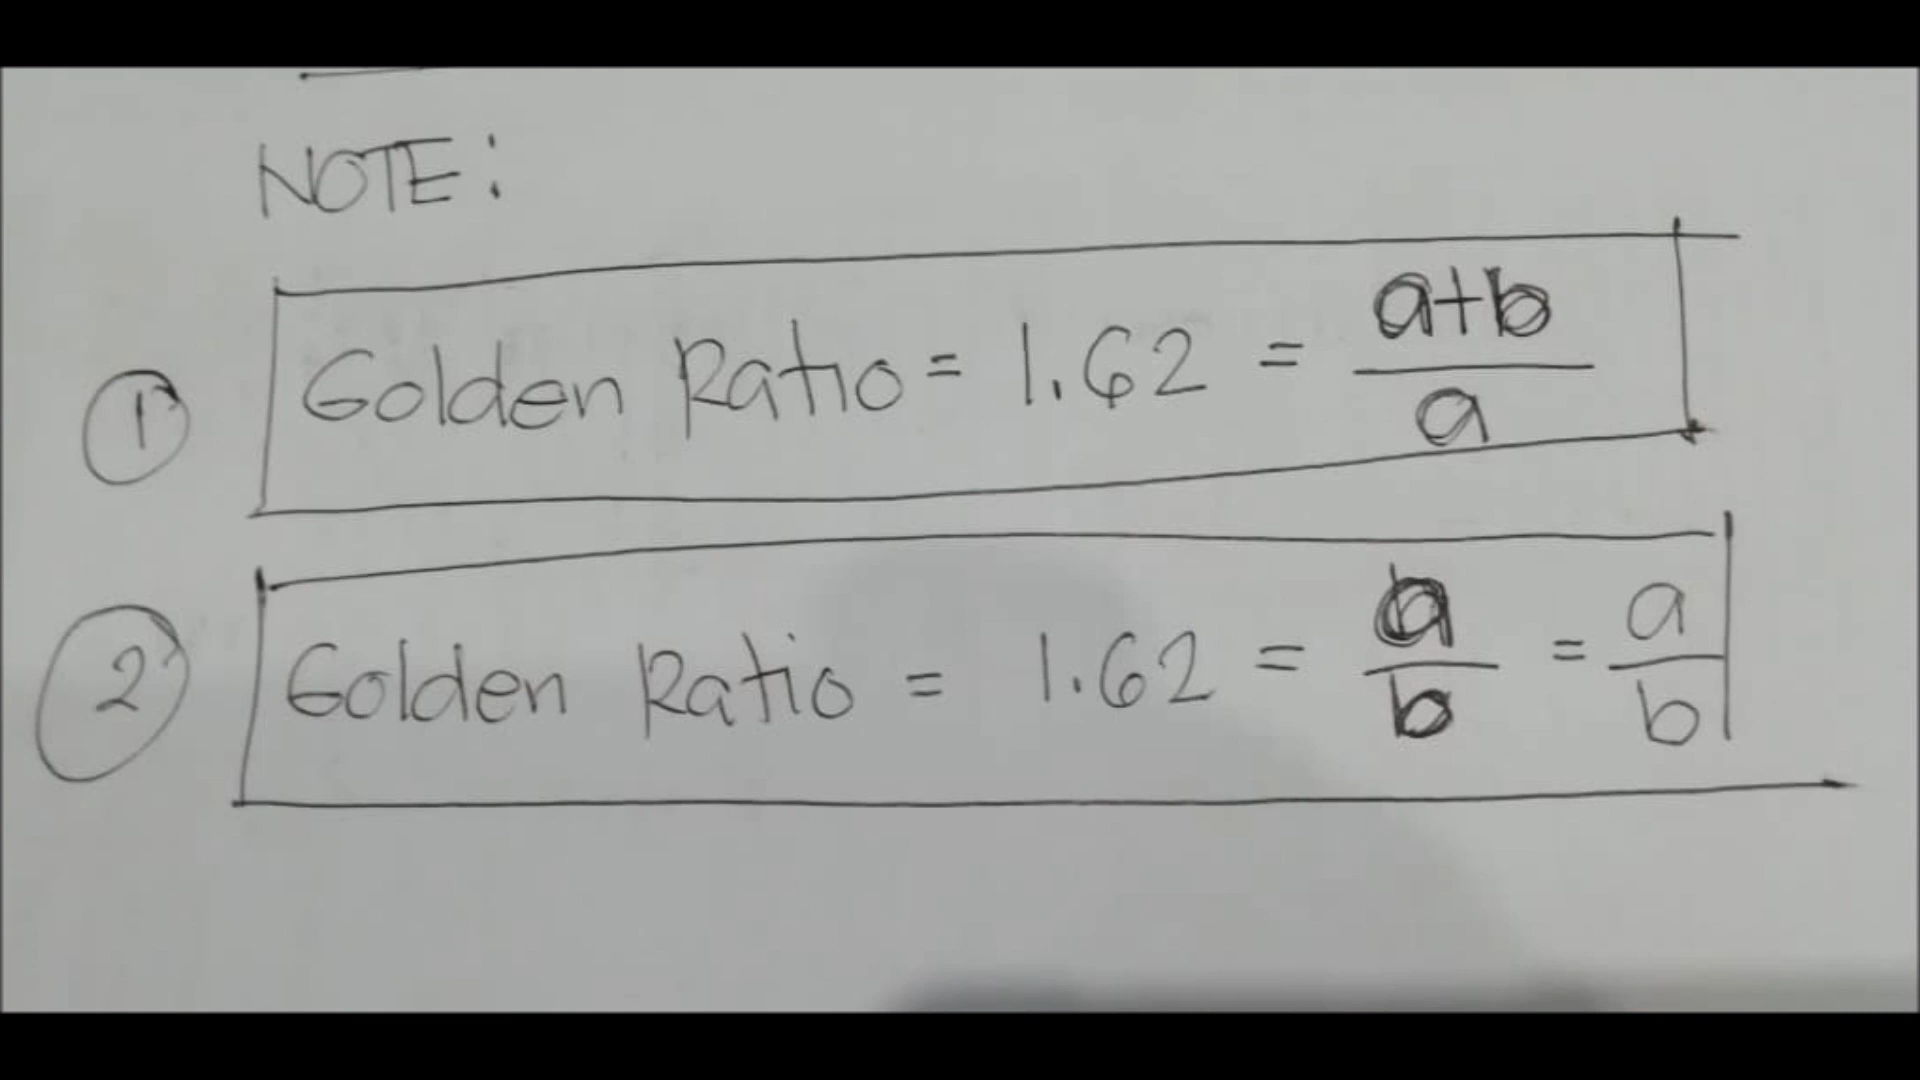 NOTE:
① Golden Ratio = 1.62 = a+b / a
② Golden Ratio = 1.62 = a / b = a / b